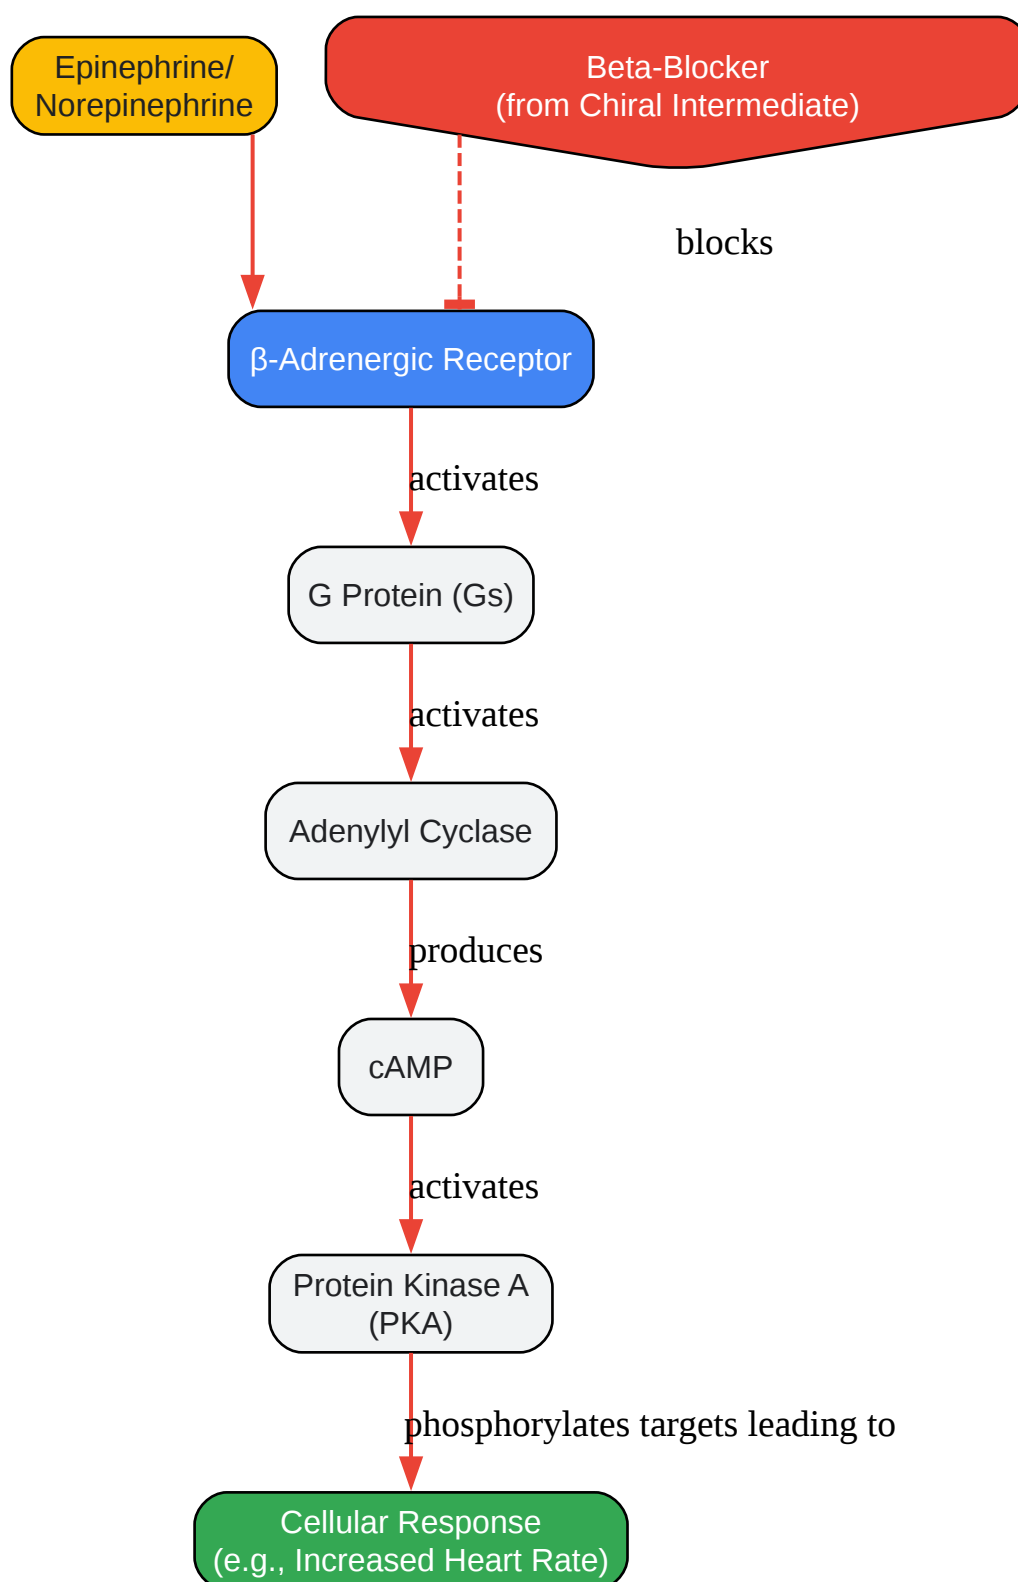 Epinephrine/
Norepinephrine
Beta-Blocker
(from Chiral Intermediate)
blocks
β-Adrenergic Receptor
activates
G Protein (Gs)
activates
Adenylyl Cyclase
produces
cAMP
activates
Protein Kinase A
(PKA)
phosphorylates targets leading to
Cellular Response
(e.g., Increased Heart Rate)